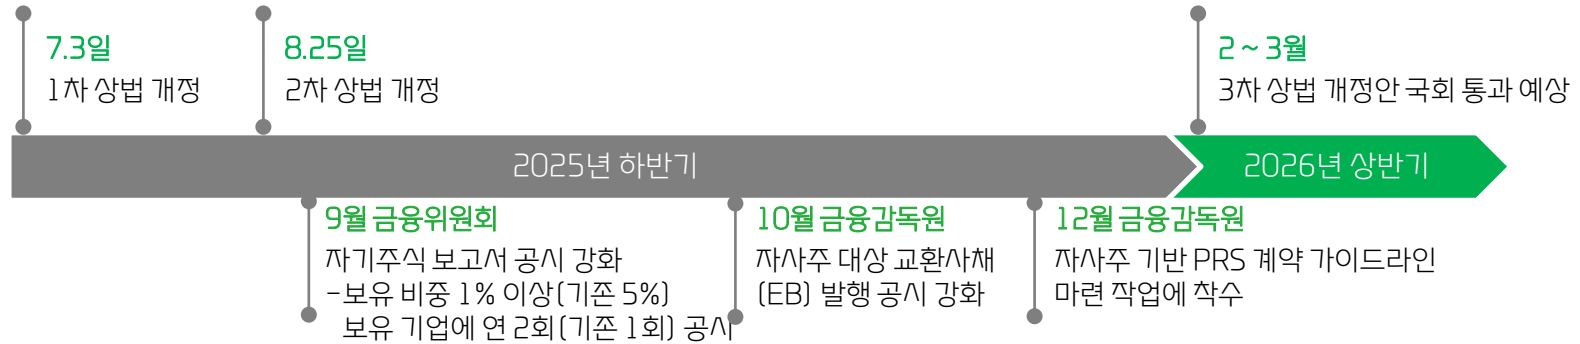 7.3일
1차 상법 개정
8.25일
2차 상법 개정
2 ~ 3월
3차 상법 개정안 국회 통과 예상
2025년 하반기
2026년 상반기
9월 금융위원회
자기주식 보고서 공시 강화
-보유 비중 1% 이상(기존 5%)
보유 기업에 연 2회(기존 1회) 공시
10월 금융감독원
자사주 대상 교환사채
(EB) 발행 공시 강화
12월 금융감독원
자사주 기반 PRS 계약 가이드라인
마련 작업에 착수